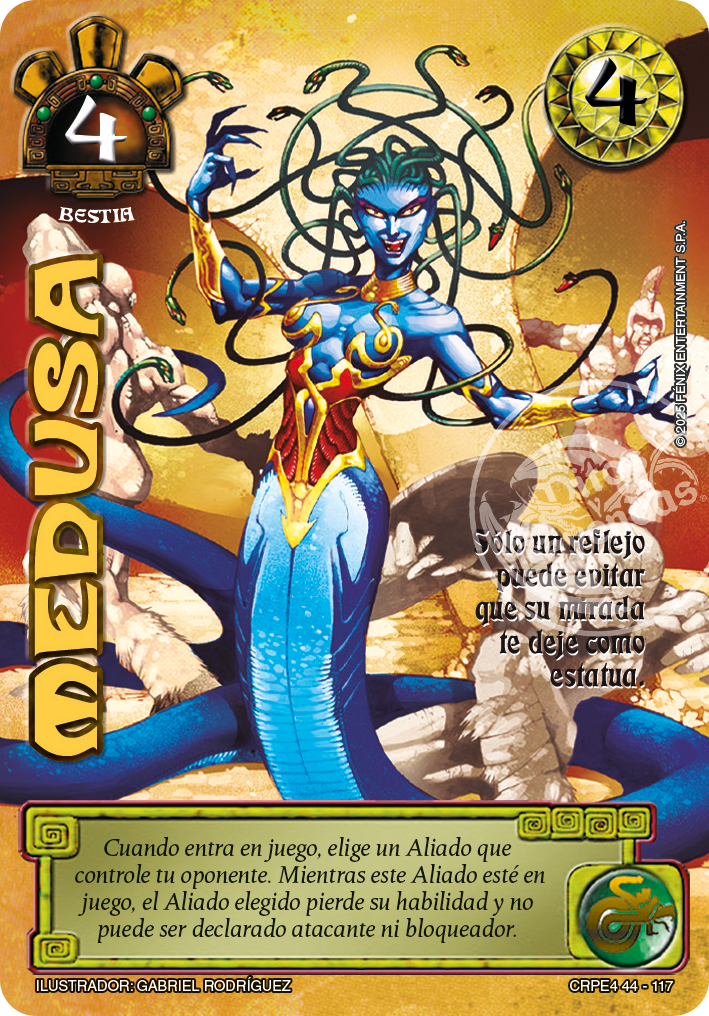 4
4
BESTIA
MEDUSA
© 2025 FÉNIX ENTERTAINMENT S.P.A.
Sólo un reflejo
puede evitar
que su mirada
te deje como
estatua.
Cuando entra en juego, elige un Aliado que
controle tu oponente. Mientras este Aliado esté en
juego, el Aliado elegido pierde su habilidad y no
puede ser declarado atacante ni bloqueador.
ILUSTRADOR: GABRIEL RODRÍGUEZ
CRPE4 44 - 117